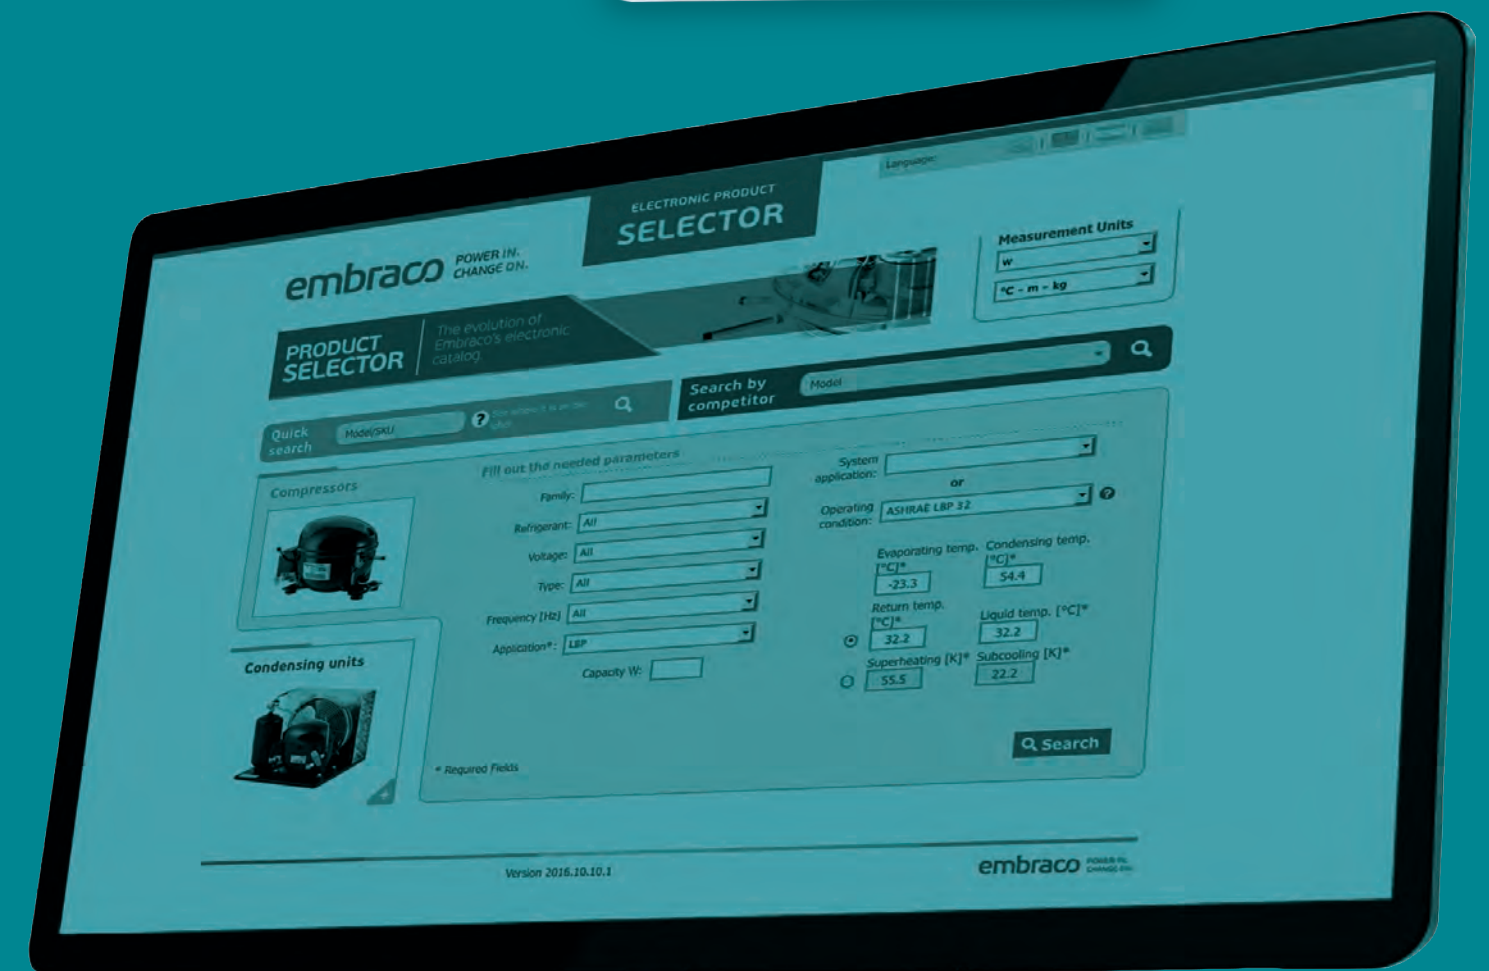 Language:
ELECTRONIC PRODUCT
SELECTOR
embraco POWER IN.
CHANGE ON.
Measurement Units
W
°C - m - kg
PRODUCT
SELECTOR
The evolution of
Embraco's electronic
catalog.
Quick
search
Model/SKU
?
Search by
competitor
Model
Compressors
Condensing units
+
Fill out the needed parameters
Family:
Refrigerant: All
Voltage: All
Type: All
Frequency [Hz] All
Application*: LBP
Capacity W:
System
application:
or
Operating
condition:
ASHRAE LBP 32
?
Evaporating temp.
[°C]*
-23.3
Condensing temp.
[°C]*
54.4
Return temp.
[°C]*
32.2
Liquid temp. [°C]*
32.2
Superheating [K]*
55.5
Subcooling [K]*
22.2
Search
* Required Fields
Version 2016.10.10.1
embraco POWER IN.
CHANGE ON.